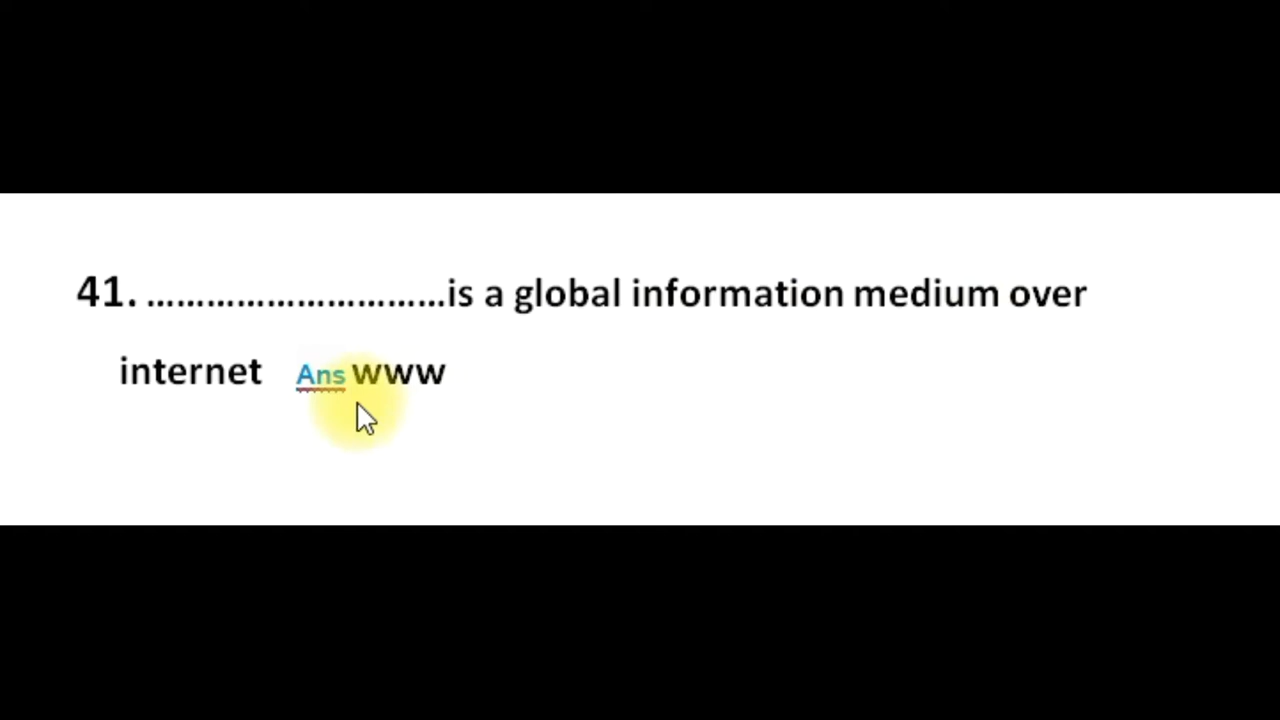 41. ..............................is a global information medium over
internet Ans www